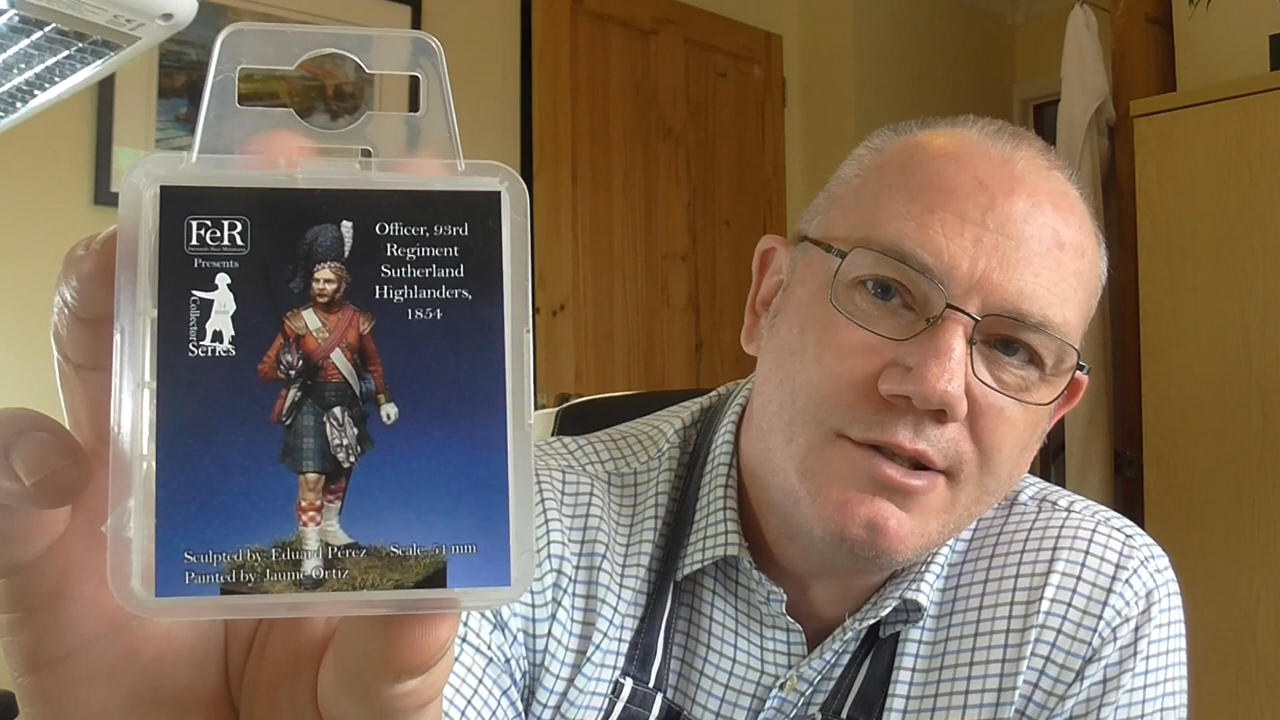 FeR
Presents
Collector
Series
Officer, 93rd
Regiment
Sutherland
Highlanders,
1854
Sculpted by: Eduard Pérez
Scale: 54 mm
Painted by: Jaume Ortiz